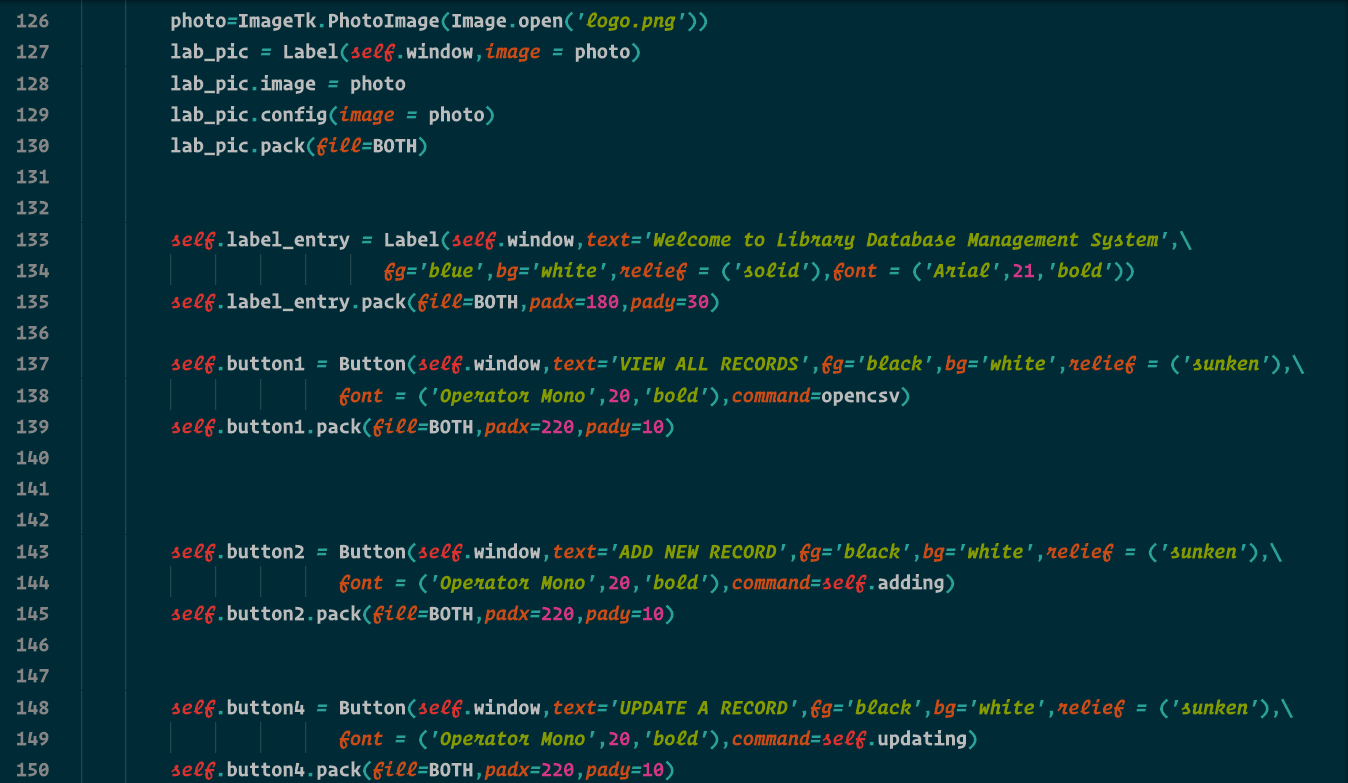 126 photo=ImageTk.PhotoImage(Image.open('logo.png'))
127 lab_pic = Label(self.window,image = photo)
128 lab_pic.image = photo
129 lab_pic.config(image = photo)
130 lab_pic.pack(fill=BOTH)
131
132
133 self.label_entry = Label(self.window,text='Welcome to Library Database Management System',\
134 fg='blue',bg='white',relief = ('solid'),font = ('Arial',21,'bold'))
135 self.label_entry.pack(fill=BOTH,padx=180,pady=30)
136
137 self.button1 = Button(self.window,text='VIEW ALL RECORDS',fg='black',bg='white',relief = ('sunken'),\
138 font = ('Operator Mono',20,'bold'),command=opencsv)
139 self.button1.pack(fill=BOTH,padx=220,pady=10)
140
141
142
143 self.button2 = Button(self.window,text='ADD NEW RECORD',fg='black',bg='white',relief = ('sunken'),\
144 font = ('Operator Mono',20,'bold'),command=self.adding)
145 self.button2.pack(fill=BOTH,padx=220,pady=10)
146
147
148 self.button4 = Button(self.window,text='UPDATE A RECORD',fg='black',bg='white',relief = ('sunken'),\
149 font = ('Operator Mono',20,'bold'),command=self.updating)
150 self.button4.pack(fill=BOTH,padx=220,pady=10)